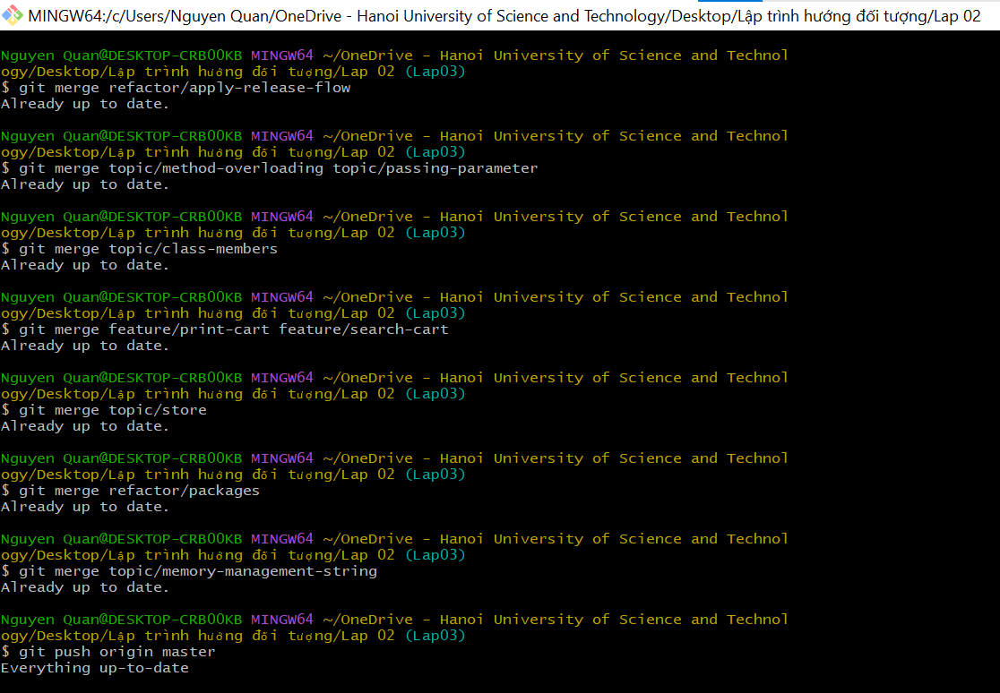 MINGW64:/c/Users/Nguyen Quan/OneDrive - Hanoi University of Science and Technology/Desktop/Lập trình hướng đối tượng/Lap 02
Nguyen Quan@DESKTOP-CRB00KB MINGW64 ~/OneDrive - Hanoi University of Science and Technol
ogy/Desktop/Lập trình hướng đối tượng/Lap 02 (Lap03)
$ git merge refactor/apply-release-flow
Already up to date.
Nguyen Quan@DESKTOP-CRB00KB MINGW64 ~/OneDrive - Hanoi University of Science and Technol
ogy/Desktop/Lập trình hướng đối tượng/Lap 02 (Lap03)
$ git merge topic/method-overloading topic/passing-parameter
Already up to date.
Nguyen Quan@DESKTOP-CRB00KB MINGW64 ~/OneDrive - Hanoi University of Science and Technol
ogy/Desktop/Lập trình hướng đối tượng/Lap 02 (Lap03)
$ git merge topic/class-members
Already up to date.
Nguyen Quan@DESKTOP-CRB00KB MINGW64 ~/OneDrive - Hanoi University of Science and Technol
ogy/Desktop/Lập trình hướng đối tượng/Lap 02 (Lap03)
$ git merge feature/print-cart feature/search-cart
Already up to date.
Nguyen Quan@DESKTOP-CRB00KB MINGW64 ~/OneDrive - Hanoi University of Science and Technol
ogy/Desktop/Lập trình hướng đối tượng/Lap 02 (Lap03)
$ git merge topic/store
Already up to date.
Nguyen Quan@DESKTOP-CRB00KB MINGW64 ~/OneDrive - Hanoi University of Science and Technol
ogy/Desktop/Lập trình hướng đối tượng/Lap 02 (Lap03)
$ git merge refactor/packages
Already up to date.
Nguyen Quan@DESKTOP-CRB00KB MINGW64 ~/OneDrive - Hanoi University of Science and Technol
ogy/Desktop/Lập trình hướng đối tượng/Lap 02 (Lap03)
$ git merge topic/memory-management-string
Already up to date.
Nguyen Quan@DESKTOP-CRB00KB MINGW64 ~/OneDrive - Hanoi University of Science and Technol
ogy/Desktop/Lập trình hướng đối tượng/Lap 02 (Lap03)
$ git push origin master
Everything up-to-date